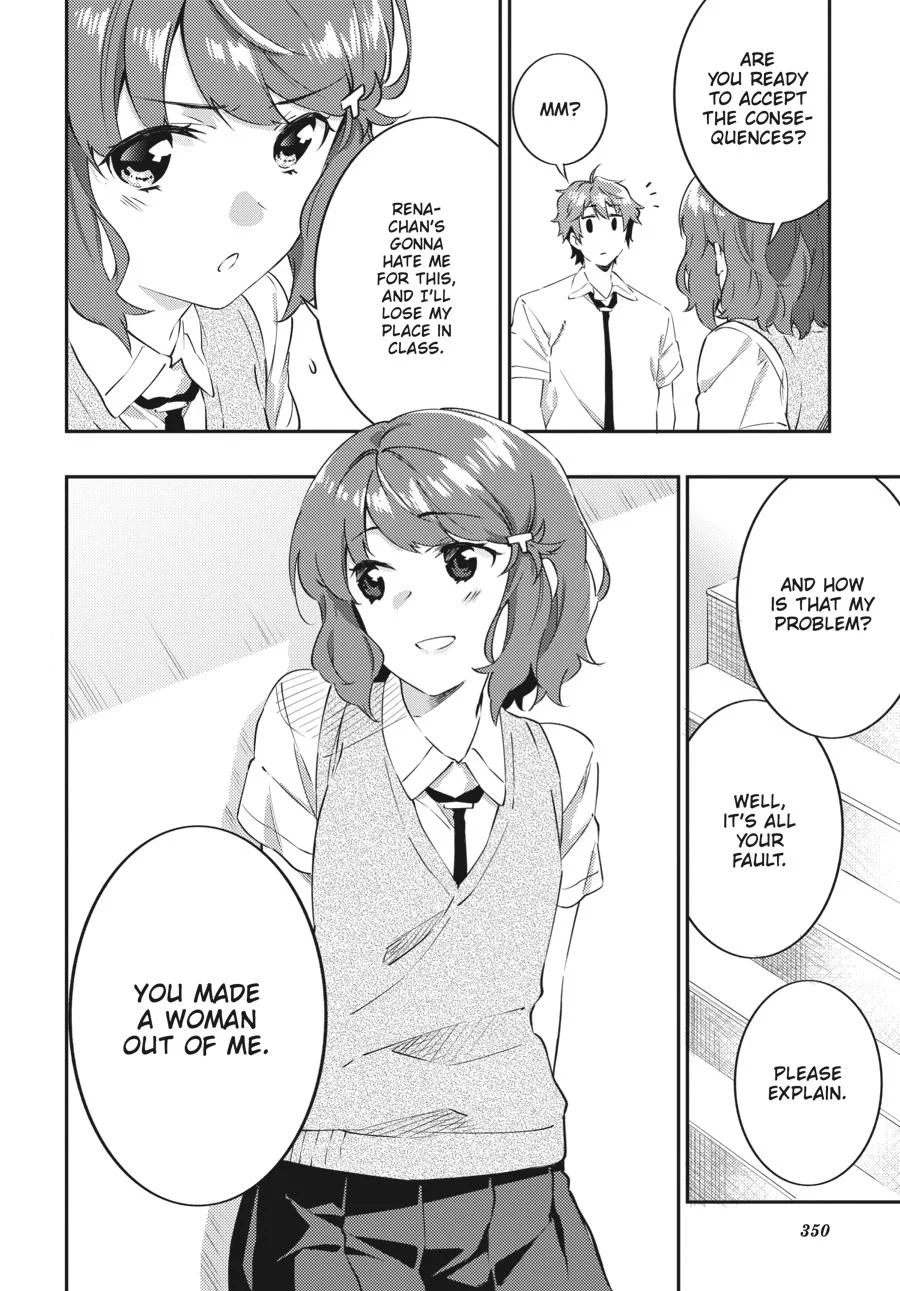 ARE
YOU READY
TO ACCEPT
THE CONSE-
QUENCES?
MM?
RENA-
CHAN'S
GONNA
HATE ME
FOR THIS,
AND I'LL
LOSE MY
PLACE IN
CLASS.
AND HOW
IS THAT MY
PROBLEM?
WELL,
IT'S ALL
YOUR
FAULT.
PLEASE
EXPLAIN.
YOU MADE
A WOMAN
OUT OF ME.
350